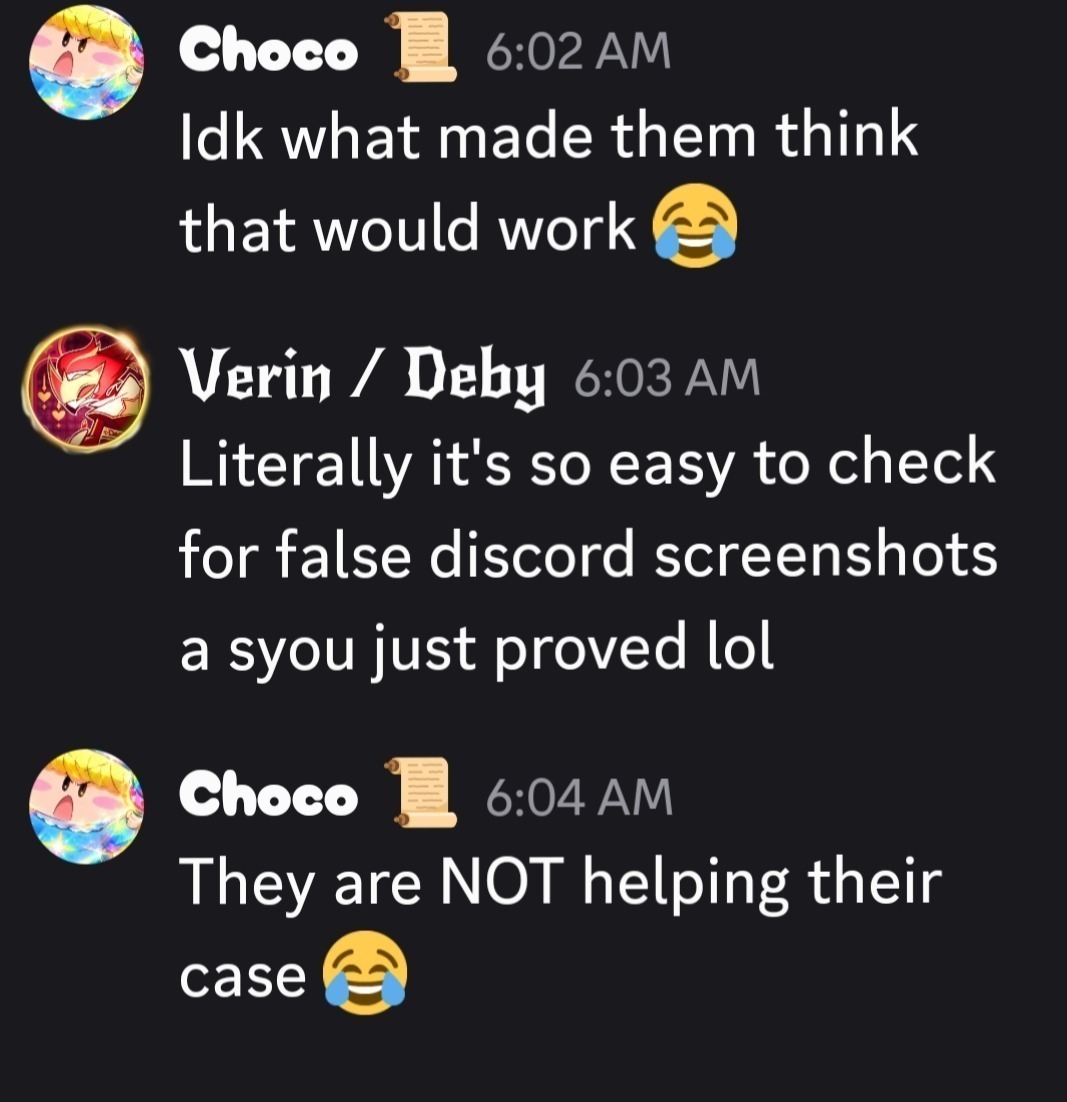 Choco 📜 6:02 AM
Idk what made them think
that would work 😂
Verin / Deby 6:03 AM
Literally it's so easy to check
for false discord screenshots
a syou just proved lol
Choco 📜 6:04 AM
They are NOT helping their
case 😂